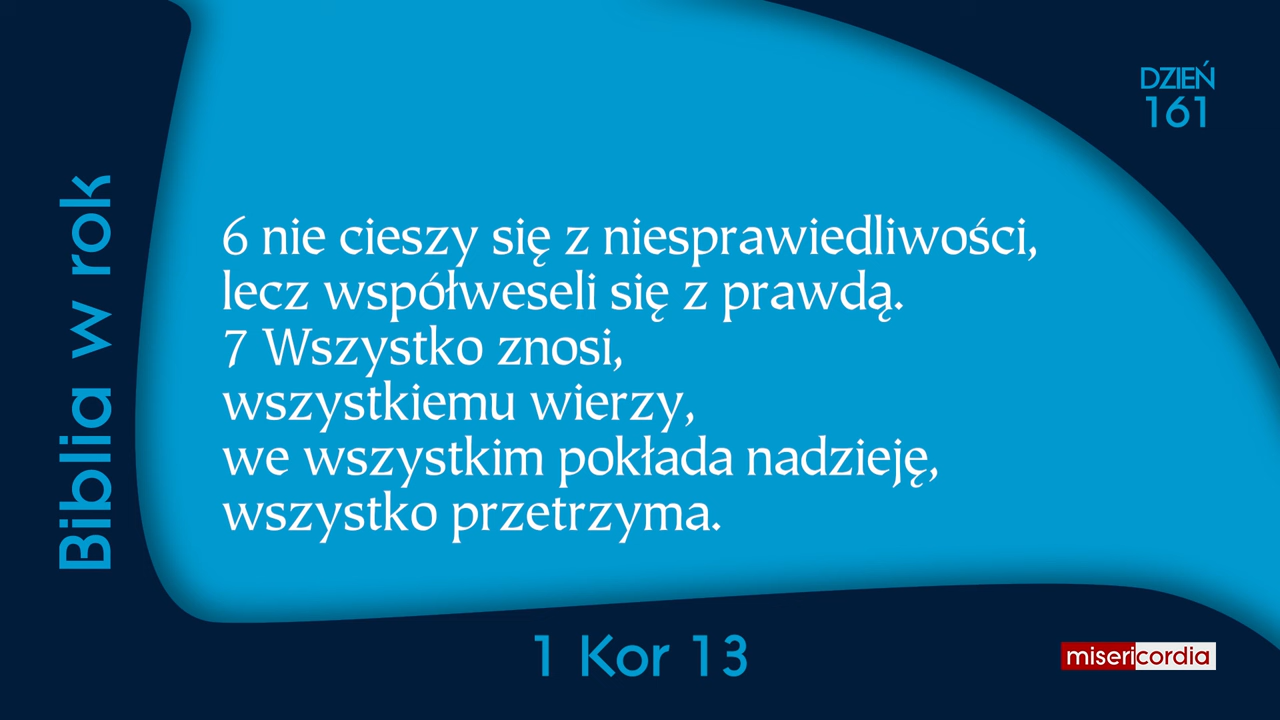 Biblia w rok
DZIEŃ
161
6 nie cieszy się z niesprawiedliwości,
lecz współweseli się z prawdą.
7 Wszystko znosi,
wszystkiemu wierzy,
we wszystkim pokłada nadzieję,
wszystko przetrzyma.
1 Kor 13
misericordia